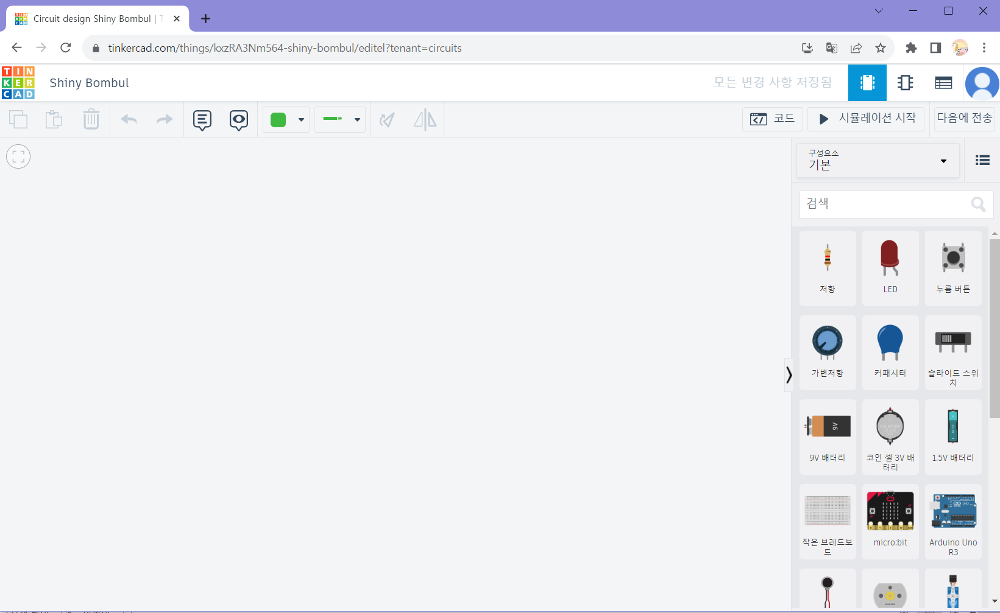 Circuit design Shiny Bombul | T
tinkercad.com/things/kxzRA3Nm564-shiny-bombul/editel?tenant=circuits
TIN
KER
CAD
Shiny Bombul
모든 변경 사항 저장됨
코드
시뮬레이션 시작
다음에 전송
구성요소
기본
검색
저항
LED
누름 버튼
가변저항
커패시터
슬라이드 스위
치
9V
9V 배터리
코인 셀 3V 배
터리
1.5V 배터리
작은 브레드보
드
micro:bit
UNO
Arduino Uno
R3